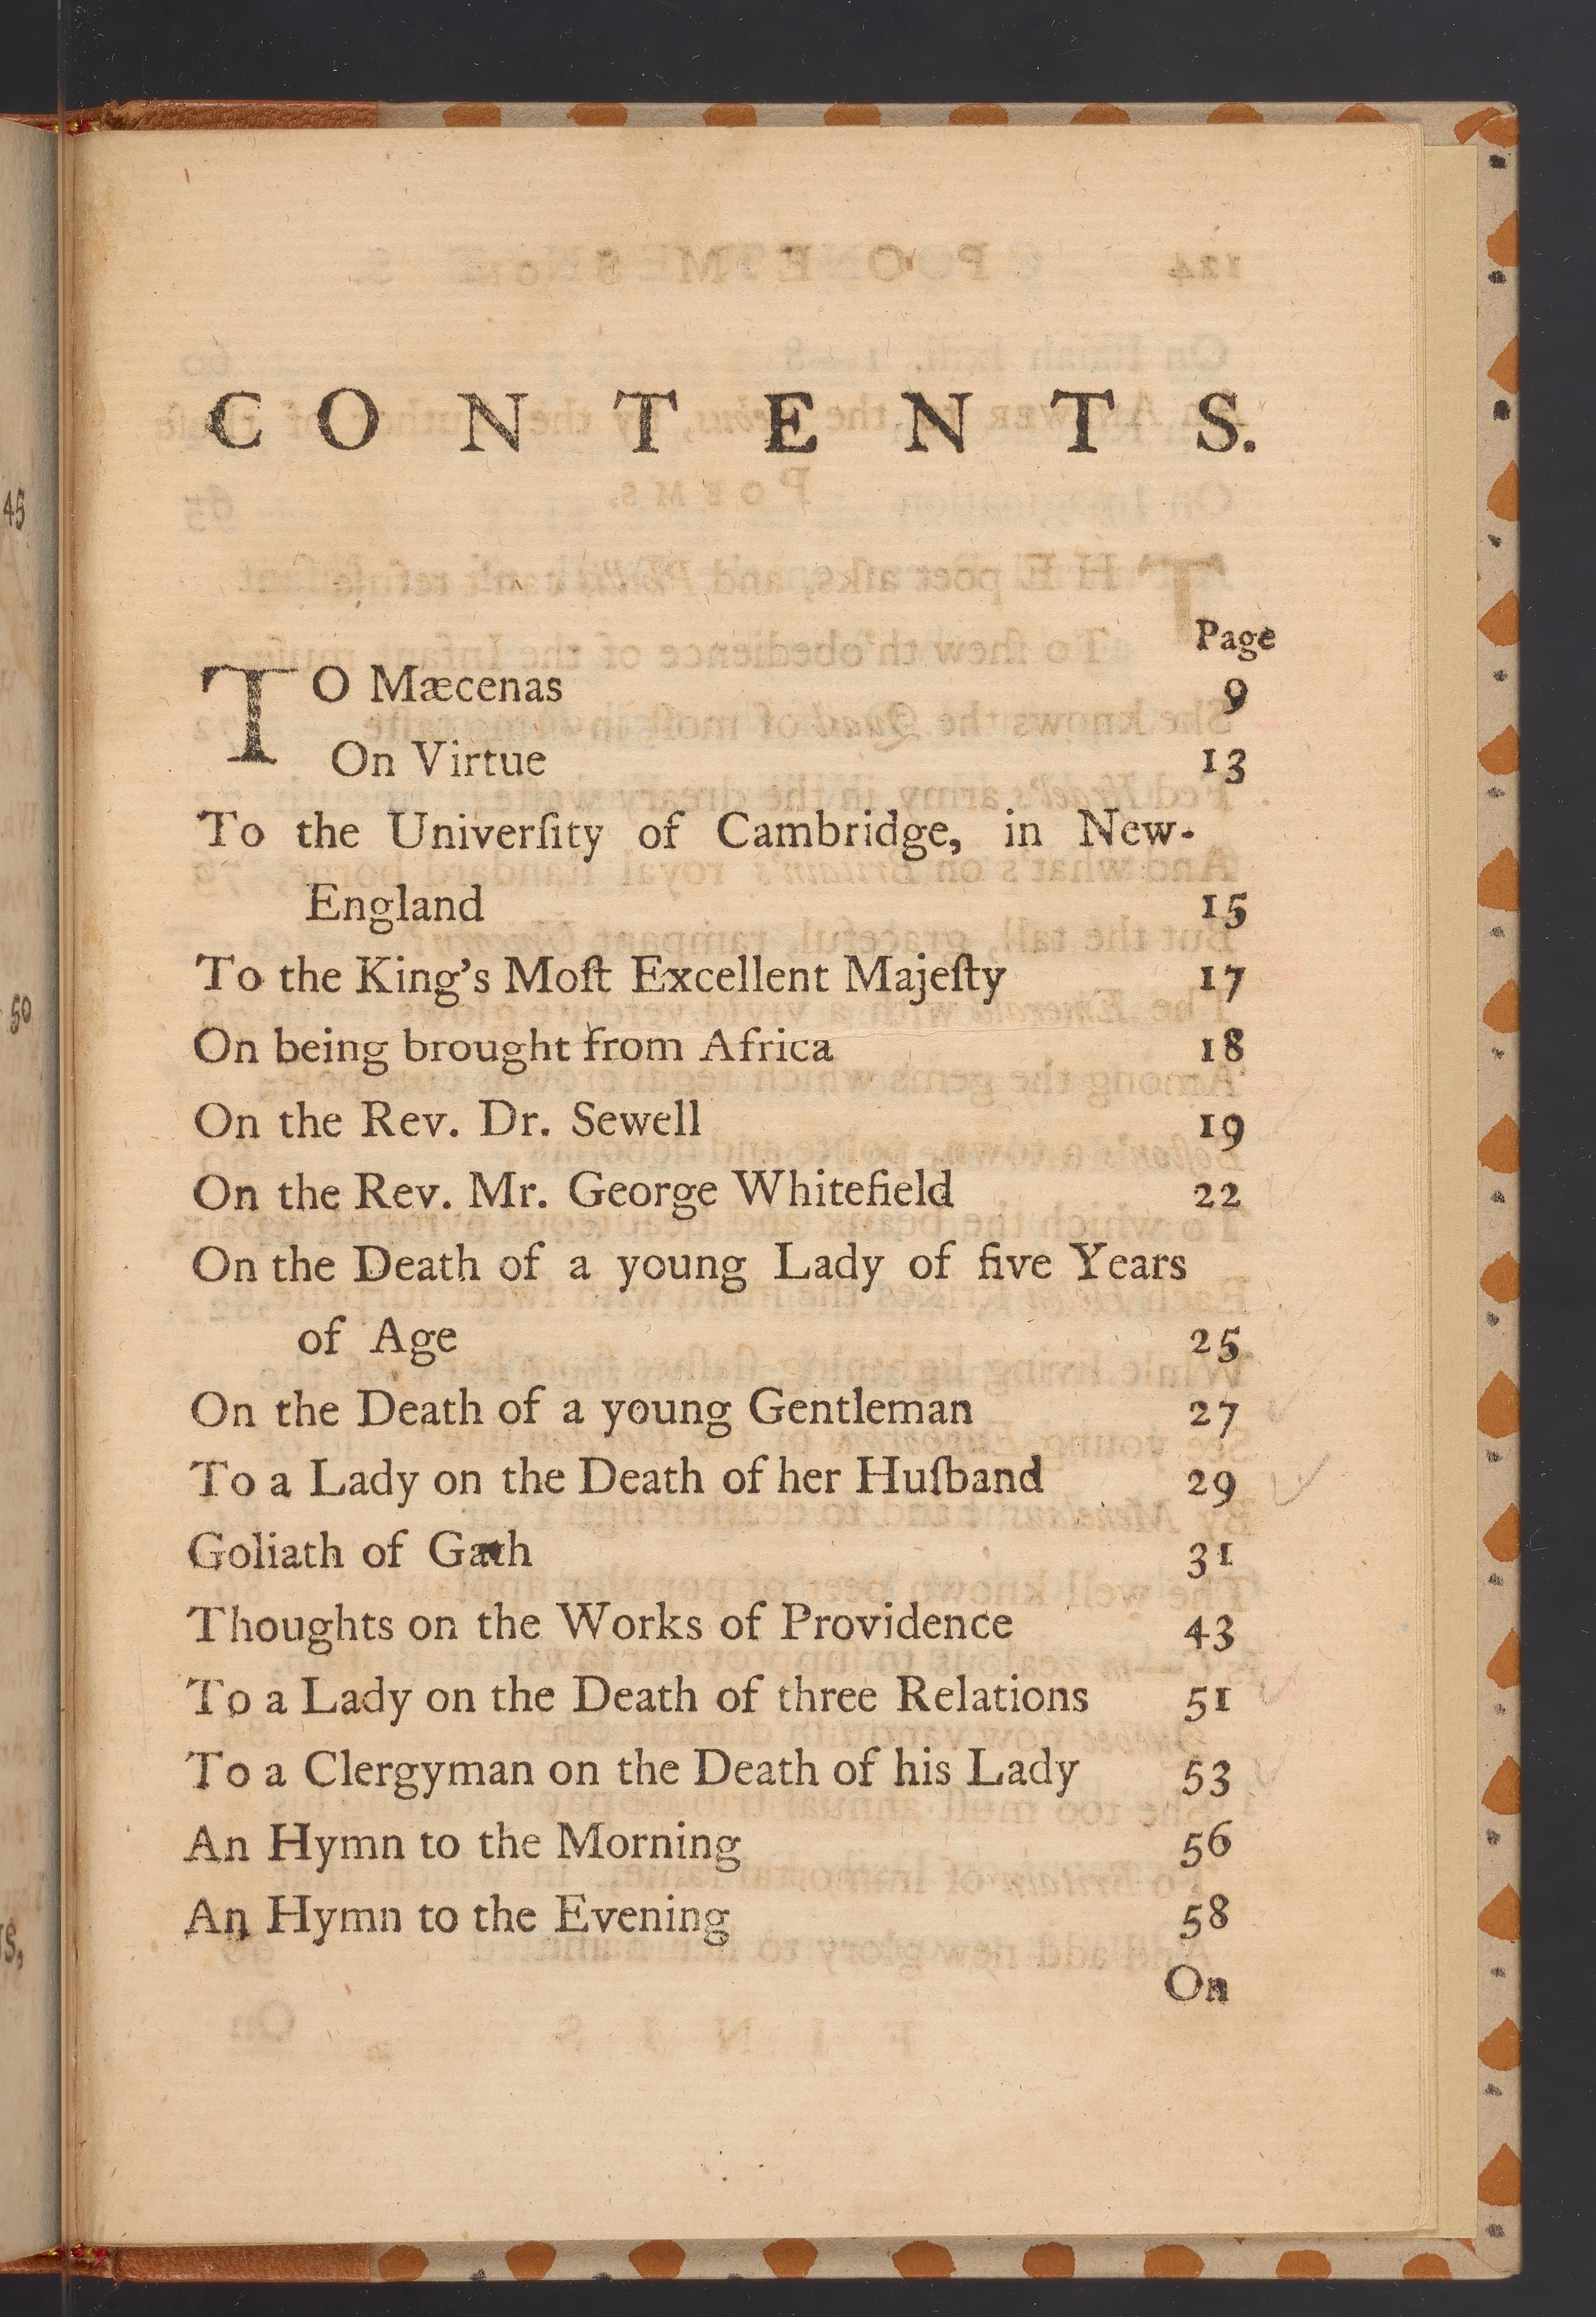 CONTENTS.
Page
TO Mæcenas 9
On Virtue 13
To the Univerſity of Cambridge, in New-
England 15
To the King's Moſt Excellent Majeſty 17
On being brought from Africa 18
On the Rev. Dr. Sewell 19
On the Rev. Mr. George Whitefield 22
On the Death of a young Lady of five Years
of Age 25
On the Death of a young Gentleman 27
To a Lady on the Death of her Huſband 29
Goliath of Gath 31
Thoughts on the Works of Providence 43
To a Lady on the Death of three Relations 51
To a Clergyman on the Death of his Lady 53
An Hymn to the Morning 56
An Hymn to the Evening 58
On
45
50